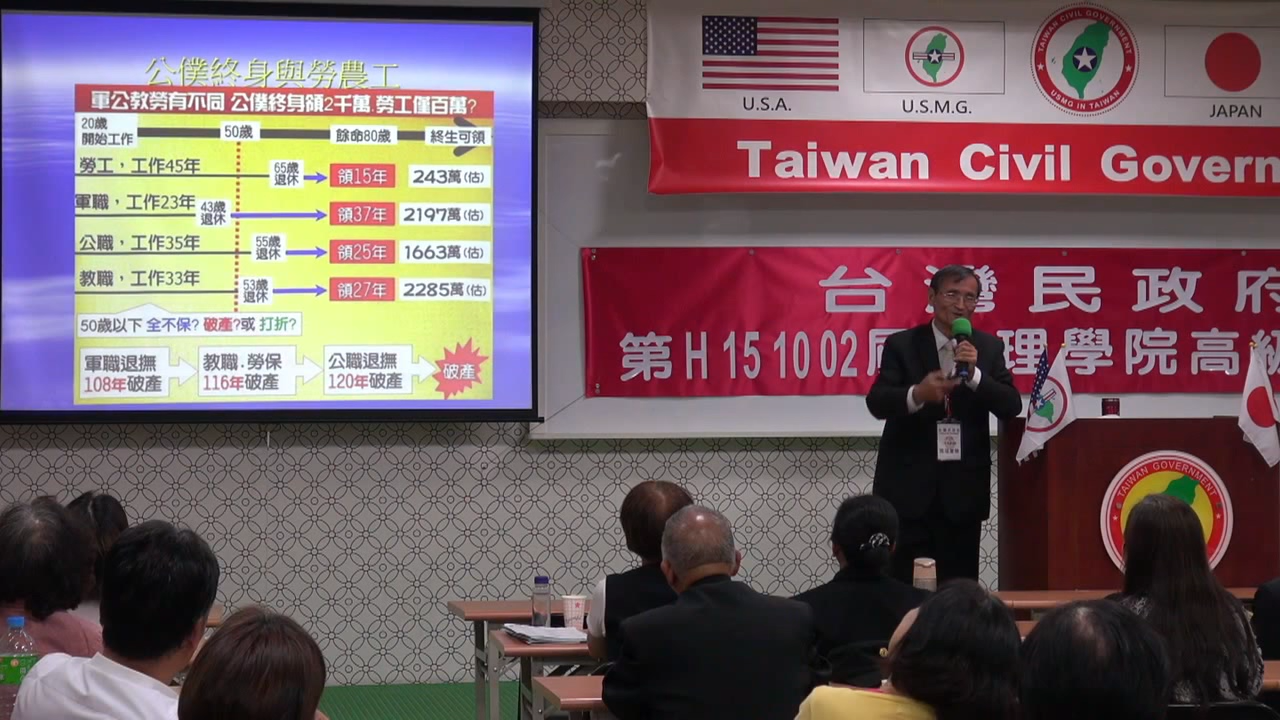 公僕終身與勞農工
軍公教勞有不同 公僕終身領2千萬, 勞工僅百萬?
20歲
開始工作
50歲
餘命80歲
終生可領
勞工，工作45年
65歲
退休
領15年
243萬(估)
軍職，工作23年
43歲
退休
領37年
2197萬(估)
公職，工作35年
55歲
退休
領25年
1663萬(估)
教職，工作33年
53歲
退休
領27年
2285萬(估)
50歲以下 全不保? 破產?或 打折?
軍職退撫
108年破產
教職.勞保
116年破產
公職退撫
120年破產
破產
U.S.A.
U.S.M.G.
TAIWAN CIVIL GOVERNMENT
USMG IN TAIWAN
JAPAN
Taiwan Civil Govern
台灣民政府
第H 15 10 02屆 理學院高級
TAIWAN GOVERNMENT